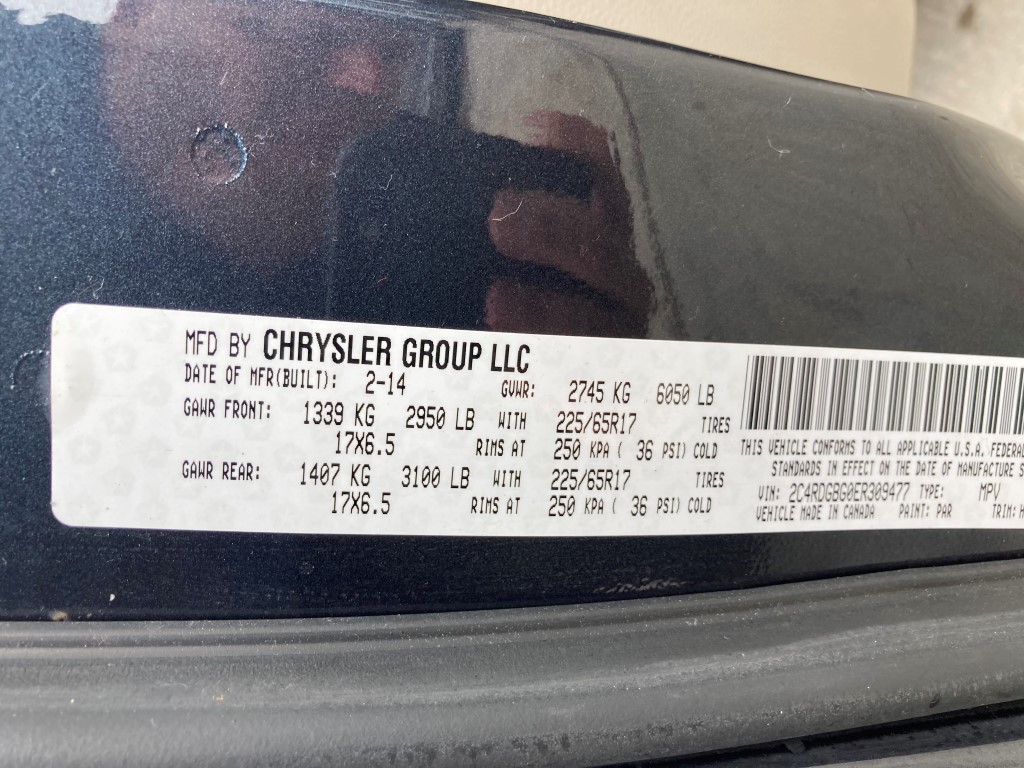 MFD BY CHRYSLER GROUP LLC
DATE OF MFR(BUILT): 2-14 GVWR: 2745 KG 6050 LB
GAWR FRONT: 1339 KG 2950 LB WITH 225/65R17 TIRES
17X6.5 RIMS AT 250 KPA ( 36 PSI) COLD
GAWR REAR: 1407 KG 3100 LB WITH 225/65R17 TIRES
17X6.5 RIMS AT 250 KPA ( 36 PSI) COLD
THIS VEHICLE CONFORMS TO ALL APPLICABLE U.S.A. FEDERAL
STANDARDS IN EFFECT ON THE DATE OF MANUFACTURE S
VIN: 2C4RDGBG0ER309477 TYPE: MPV
VEHICLE MADE IN CANADA PAINT: PAR TRIM: H